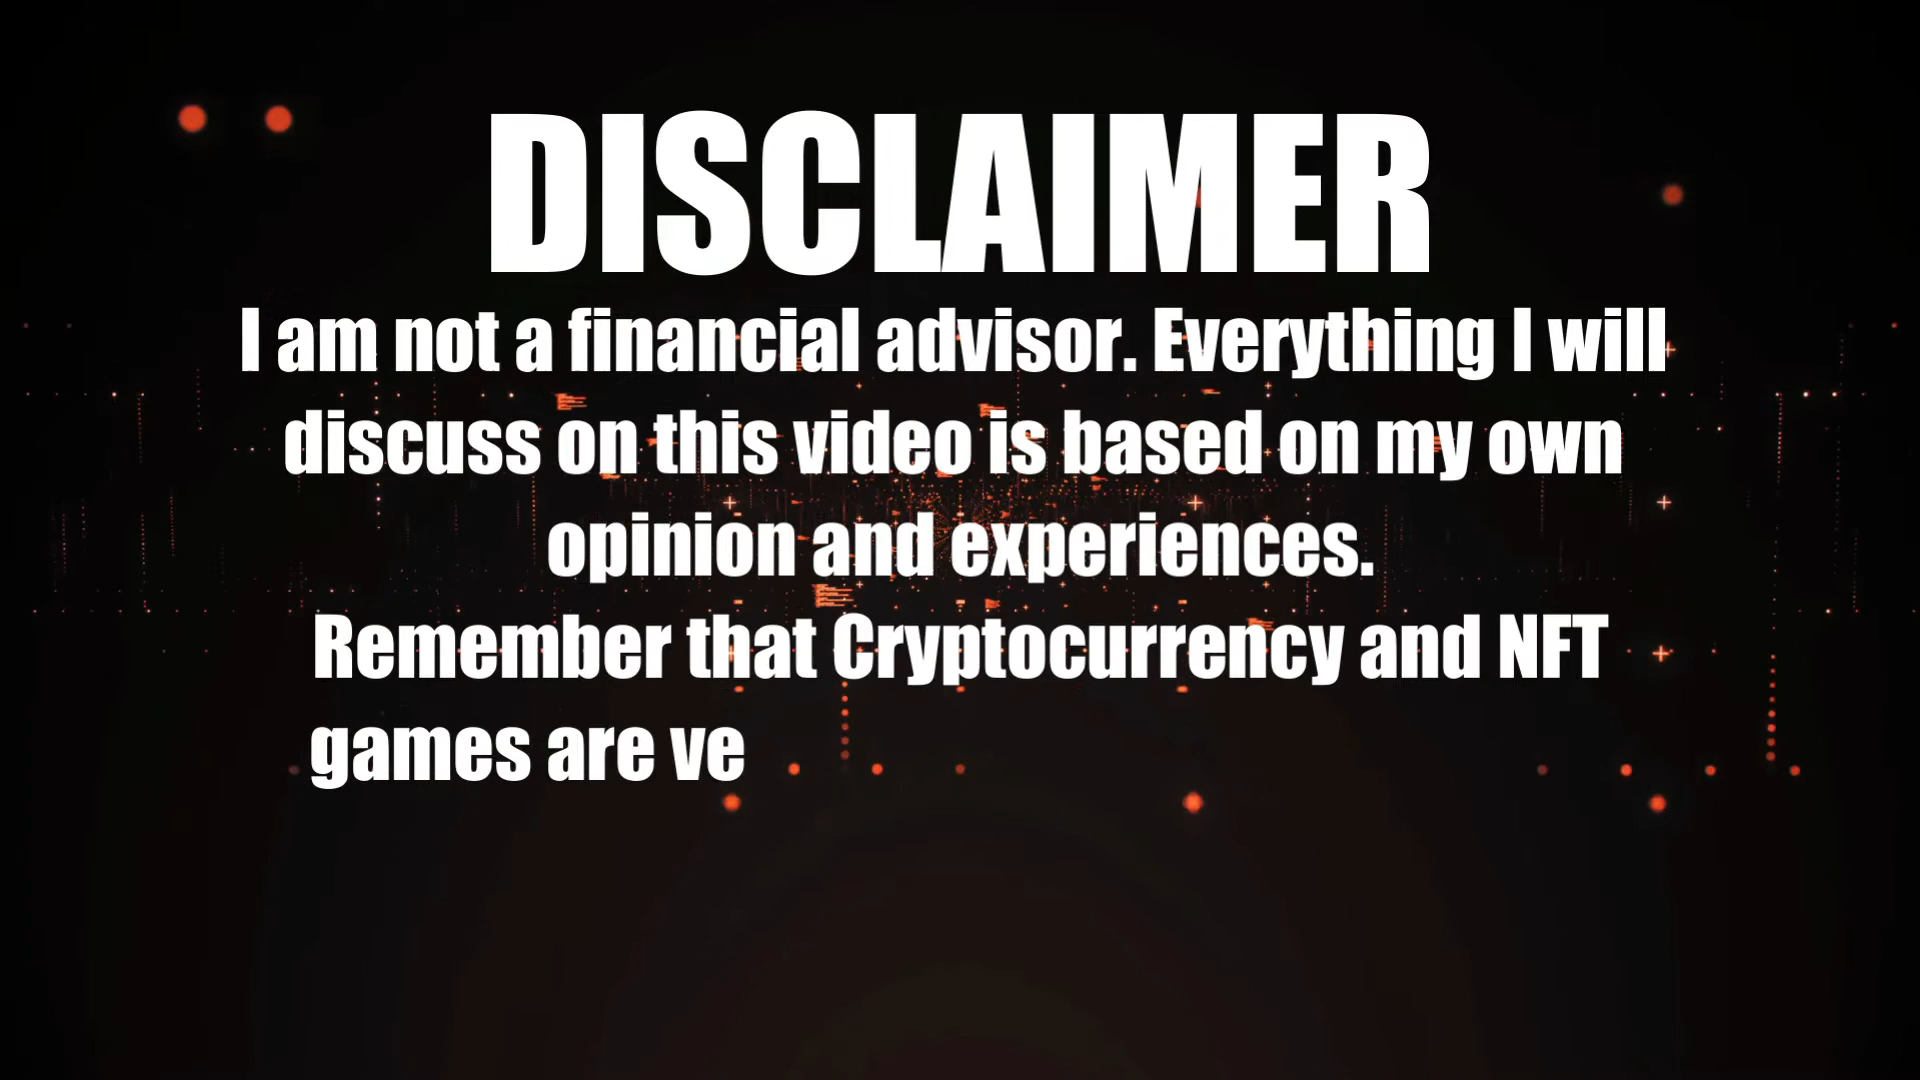 DISCLAIMER
I am not a financial advisor. Everything I will
discuss on this video is based on my own
opinion and experiences.
Remember that Cryptocurrency and NFT
games are ve